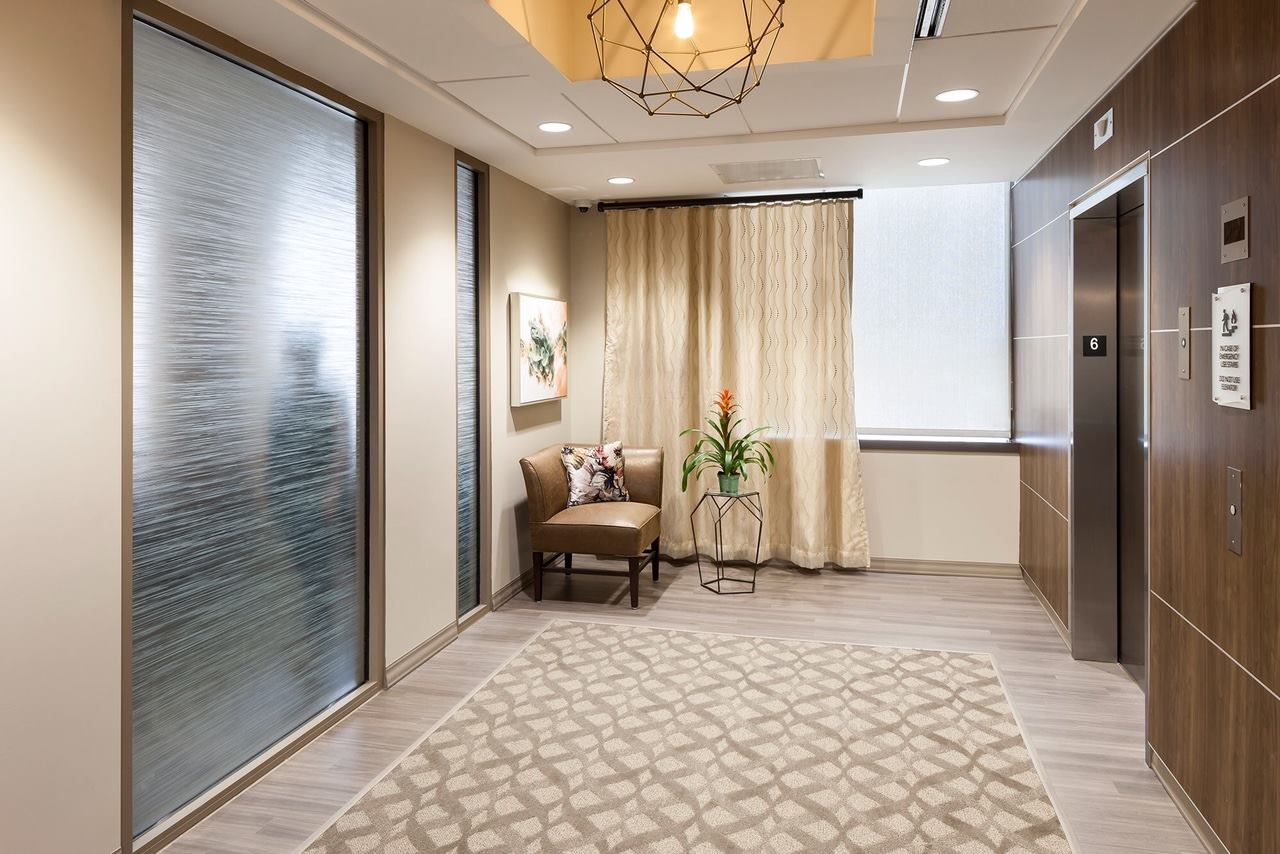 6
IN CASE OF
EMERGENCY
USE STAIRS
DO NOT USE
ELEVATOR